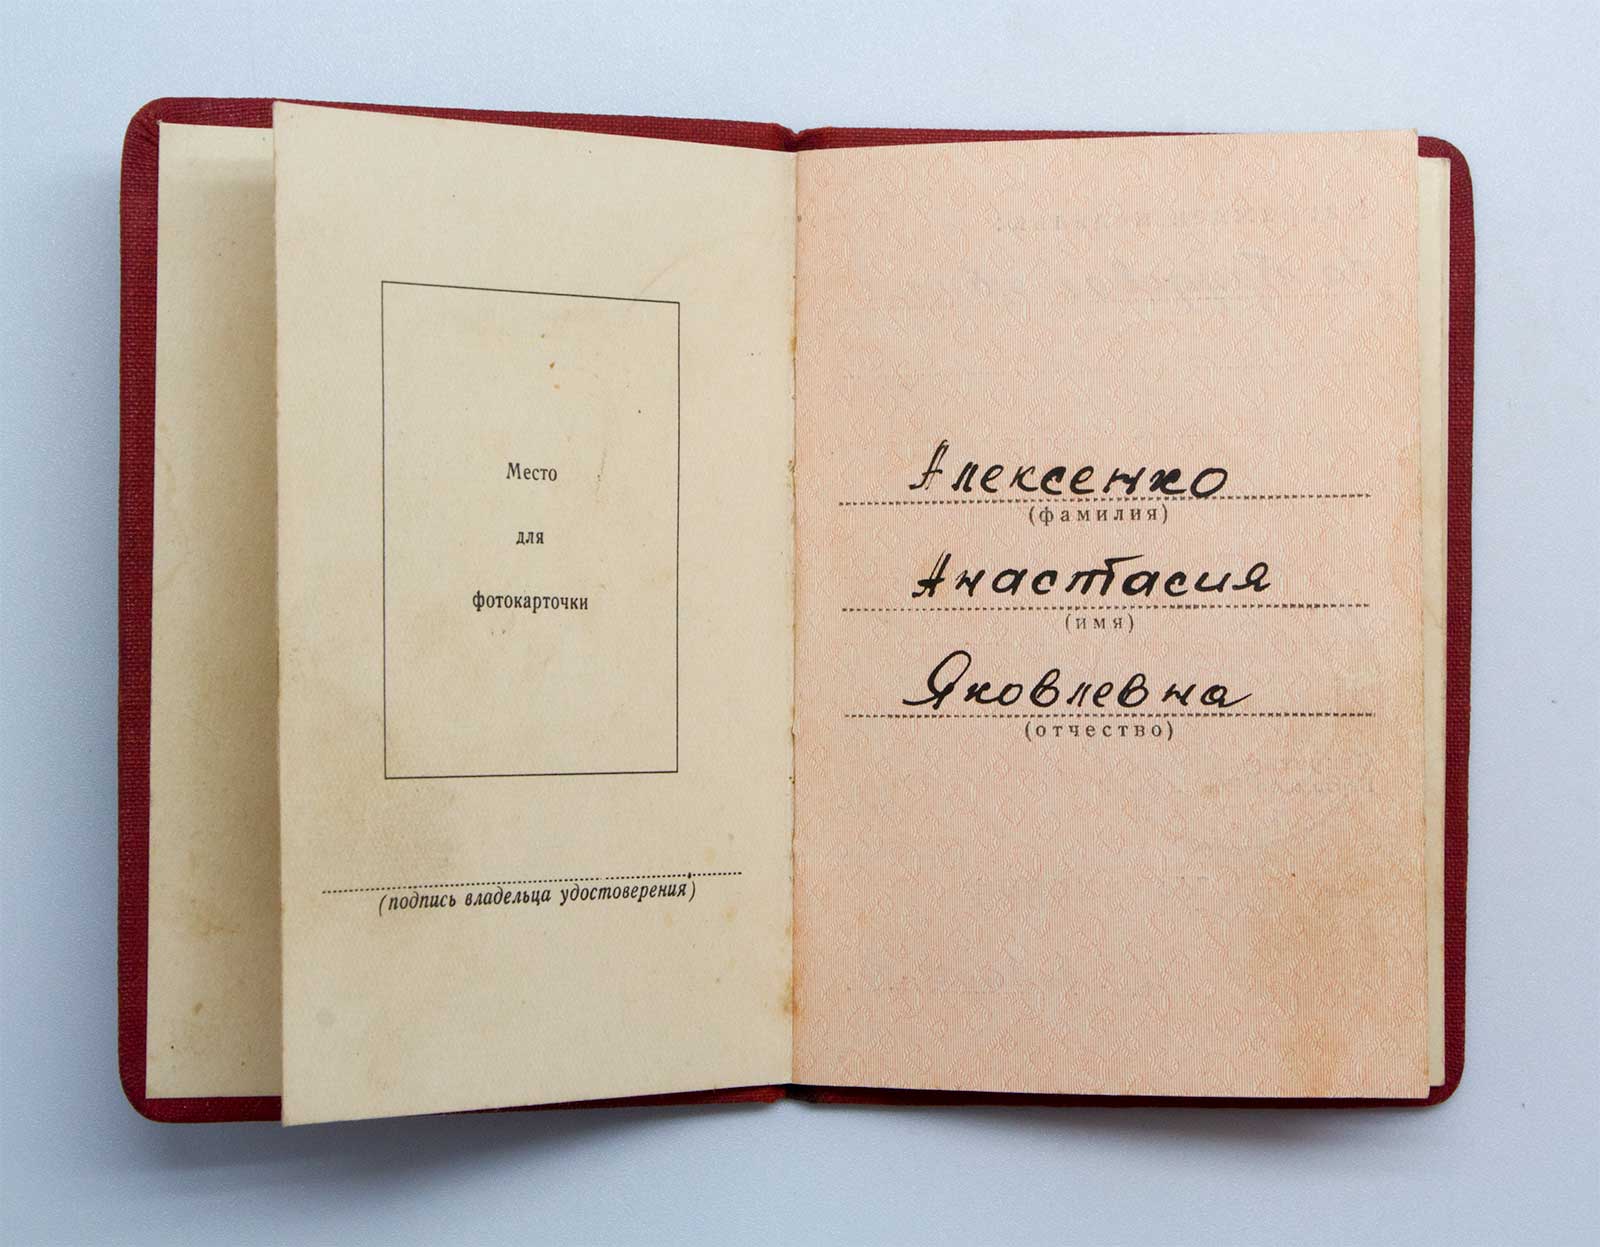 Место
для
фотокарточки
(подпись владельца удостоверения)
Алексенко
(фамилия)
Анастасия
(имя)
Яковлевна
(отчество)